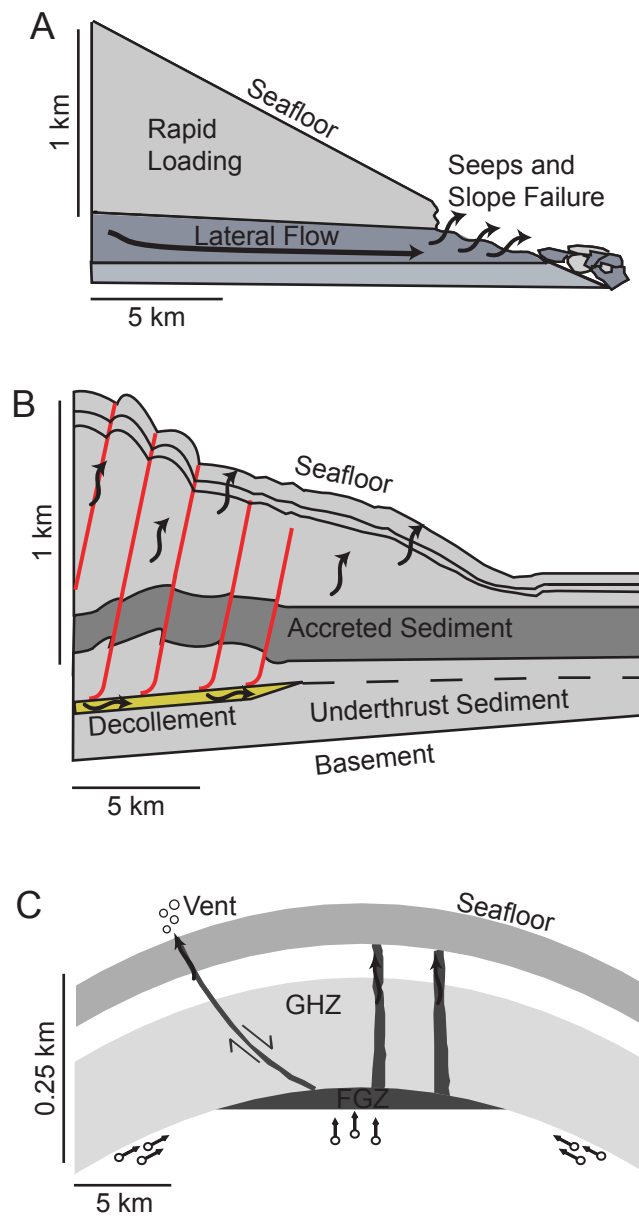 A
1 km
Seafloor
Rapid
Loading
Seeps and
Slope Failure
Lateral Flow
5 km
B
1 km
Seafloor
Accreted Sediment
Decollement
Underthrust Sediment
Basement
5 km
C
Vent
Seafloor
0.25 km
GHZ
FGZ
5 km